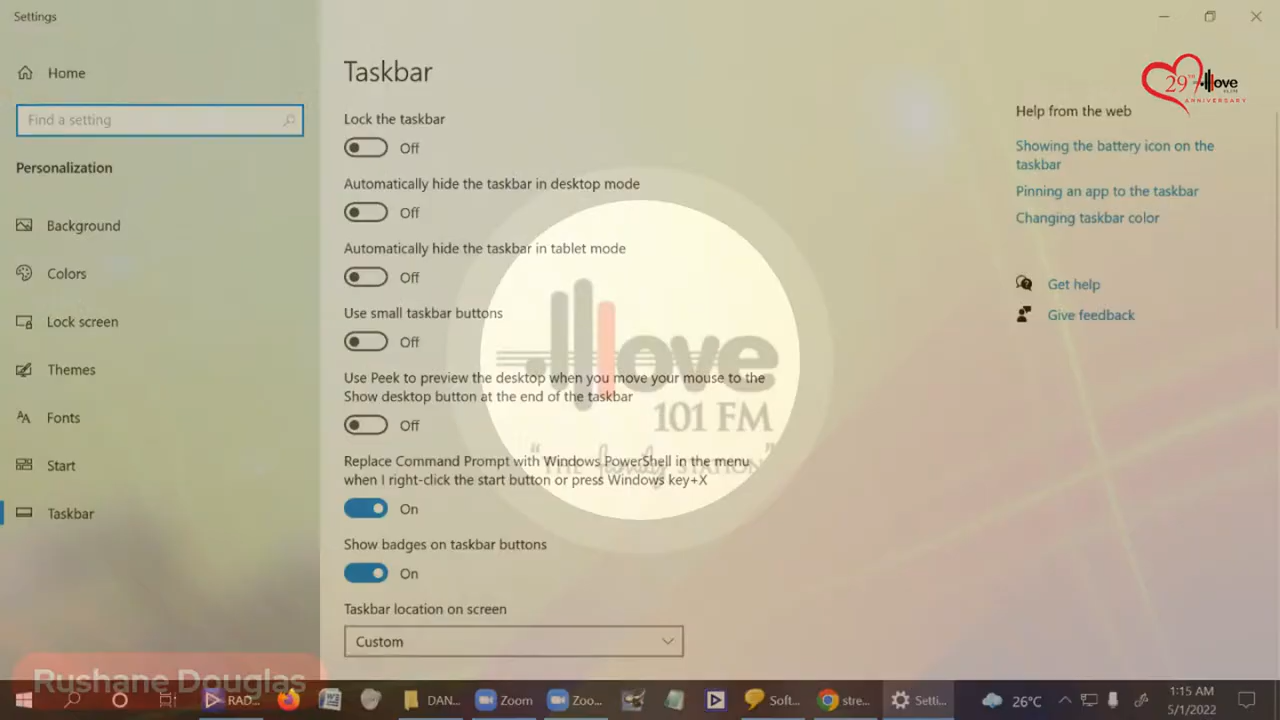 Settings
Home
Find a setting
Personalization
Background
Colors
Lock screen
Themes
Fonts
Start
Taskbar
Taskbar
Lock the taskbar
Off
Automatically hide the taskbar in desktop mode
Off
Automatically hide the taskbar in tablet mode
Off
Use small taskbar buttons
Off
Use Peek to preview the desktop when you move your mouse to the
Show desktop button at the end of the taskbar
Off
Replace Command Prompt with Windows PowerShell in the menu
when I right-click the start button or press Windows key+X
On
Show badges on taskbar buttons
On
Taskbar location on screen
Custom
29TH love
ANNIVERSARY
Help from the web
Showing the battery icon on the
taskbar
Pinning an app to the taskbar
Changing taskbar color
Get help
Give feedback
love
101 FM
"THE family STATION"
Rushane Douglas
RAD...
DAN...
Zoom
Zoo...
Soft...
stre...
Setti...
26°C
1:15 AM
5/1/2022